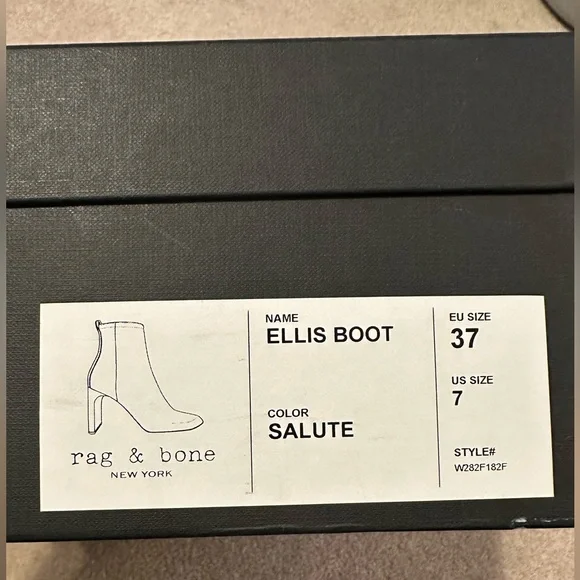 rag & bone
NEW YORK
NAME
ELLIS BOOT
COLOR
SALUTE
EU SIZE
37
US SIZE
7
STYLE#
W282F182F